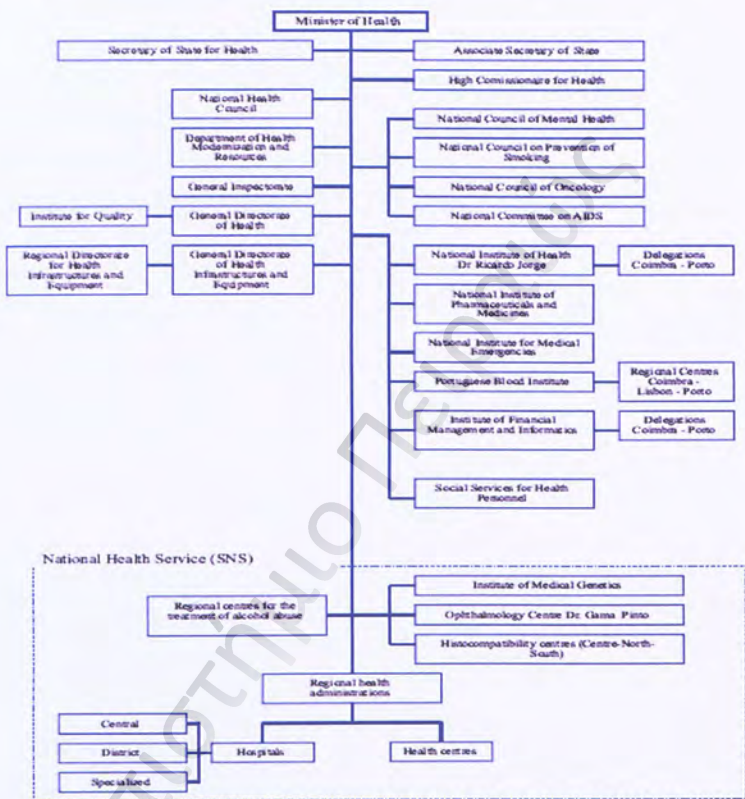 Minister of Health
Secretary of State for Health
Associate Secretary of State
High Comissionaire for Health
National Health
Council
National Council of Mental Health
Department of Health
Modernization and
Resources
National Council on Prevention of
Smoking
General Inspectorate
National Council of Oncology
Institute for Quality
General Directorate
of Health
National Committee on AIDS
Regional Directorate
for Health
Infrastructures and
Equipment
General Directorate
of Health
Infrastructures and
Equipment
National Institute of Health
Dr Ricardo Jorge
Delegations
Coimbra - Porto
National Institute of
Pharmaceuticals and
Medicines
National Institute for Medical
Emergencies
Portuguese Blood Institute
Regional Centres
Coimbra -
Lisbon - Porto
Institute of Financial
Management and Informatics
Delegations
Coimbra - Porto
Social Services for Health
Personnel
National Health Service (SNS)
Regional centres for the
treatment of alcohol abuse
Institute of Medical Genetics
Ophthalmology Centre Dr. Gama Pinto
Histocompatibility centres (Centre-North-
South)
Regional health
administrations
Central
District
Specialized
Hospitals
Health centres
Πειραιώς